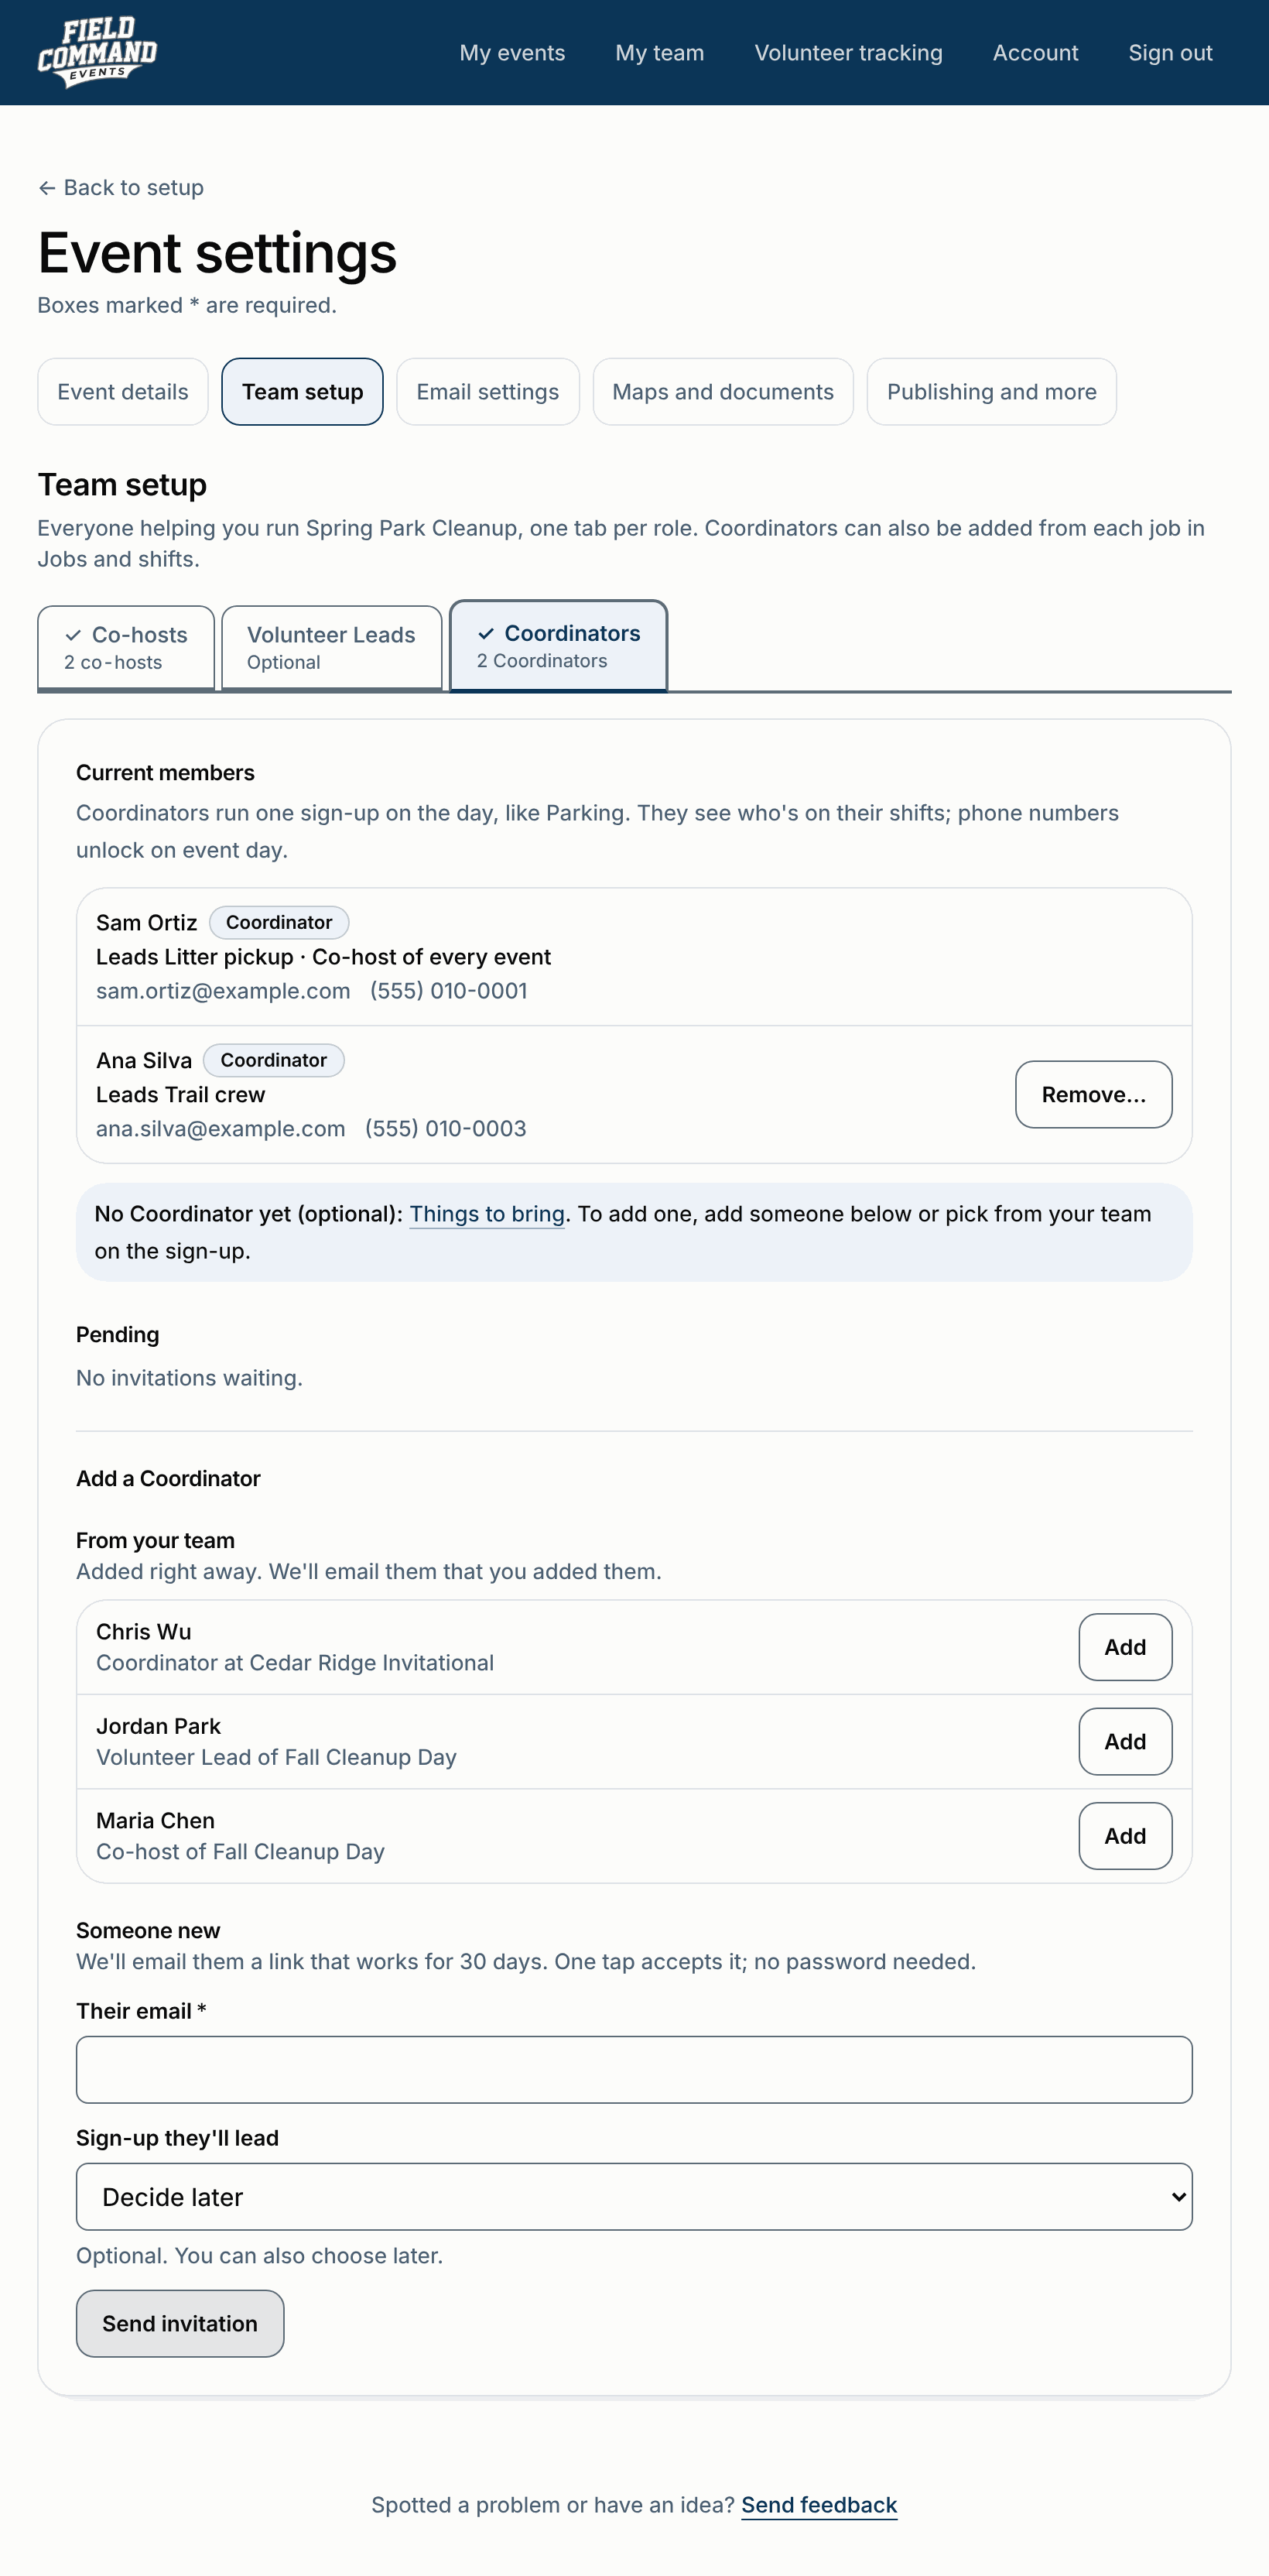 FIELD
COMMAND
EVENTS
My events
My team
Volunteer tracking
Account
Sign out
← Back to setup
Event settings
Boxes marked * are required.
Event details
Team setup
Email settings
Maps and documents
Publishing and more
Team setup
Everyone helping you run Spring Park Cleanup, one tab per role. Coordinators can also be added from each job in
Jobs and shifts.
✓ Co-hosts
2 co-hosts
Volunteer Leads
Optional
✓ Coordinators
2 Coordinators
Current members
Coordinators run one sign-up on the day, like Parking. They see who's on their shifts; phone numbers
unlock on event day.
Sam Ortiz Coordinator
Leads Litter pickup · Co-host of every event
sam.ortiz@example.com (555) 010-0001
Ana Silva Coordinator
Leads Trail crew
ana.silva@example.com (555) 010-0003
Remove...
No Coordinator yet (optional): Things to bring. To add one, add someone below or pick from your team
on the sign-up.
Pending
No invitations waiting.
Add a Coordinator
From your team
Added right away. We'll email them that you added them.
Chris Wu
Coordinator at Cedar Ridge Invitational
Add
Jordan Park
Volunteer Lead of Fall Cleanup Day
Add
Maria Chen
Co-host of Fall Cleanup Day
Add
Someone new
We'll email them a link that works for 30 days. One tap accepts it; no password needed.
Their email *
Sign-up they'll lead
Decide later
Optional. You can also choose later.
Send invitation
Spotted a problem or have an idea? Send feedback